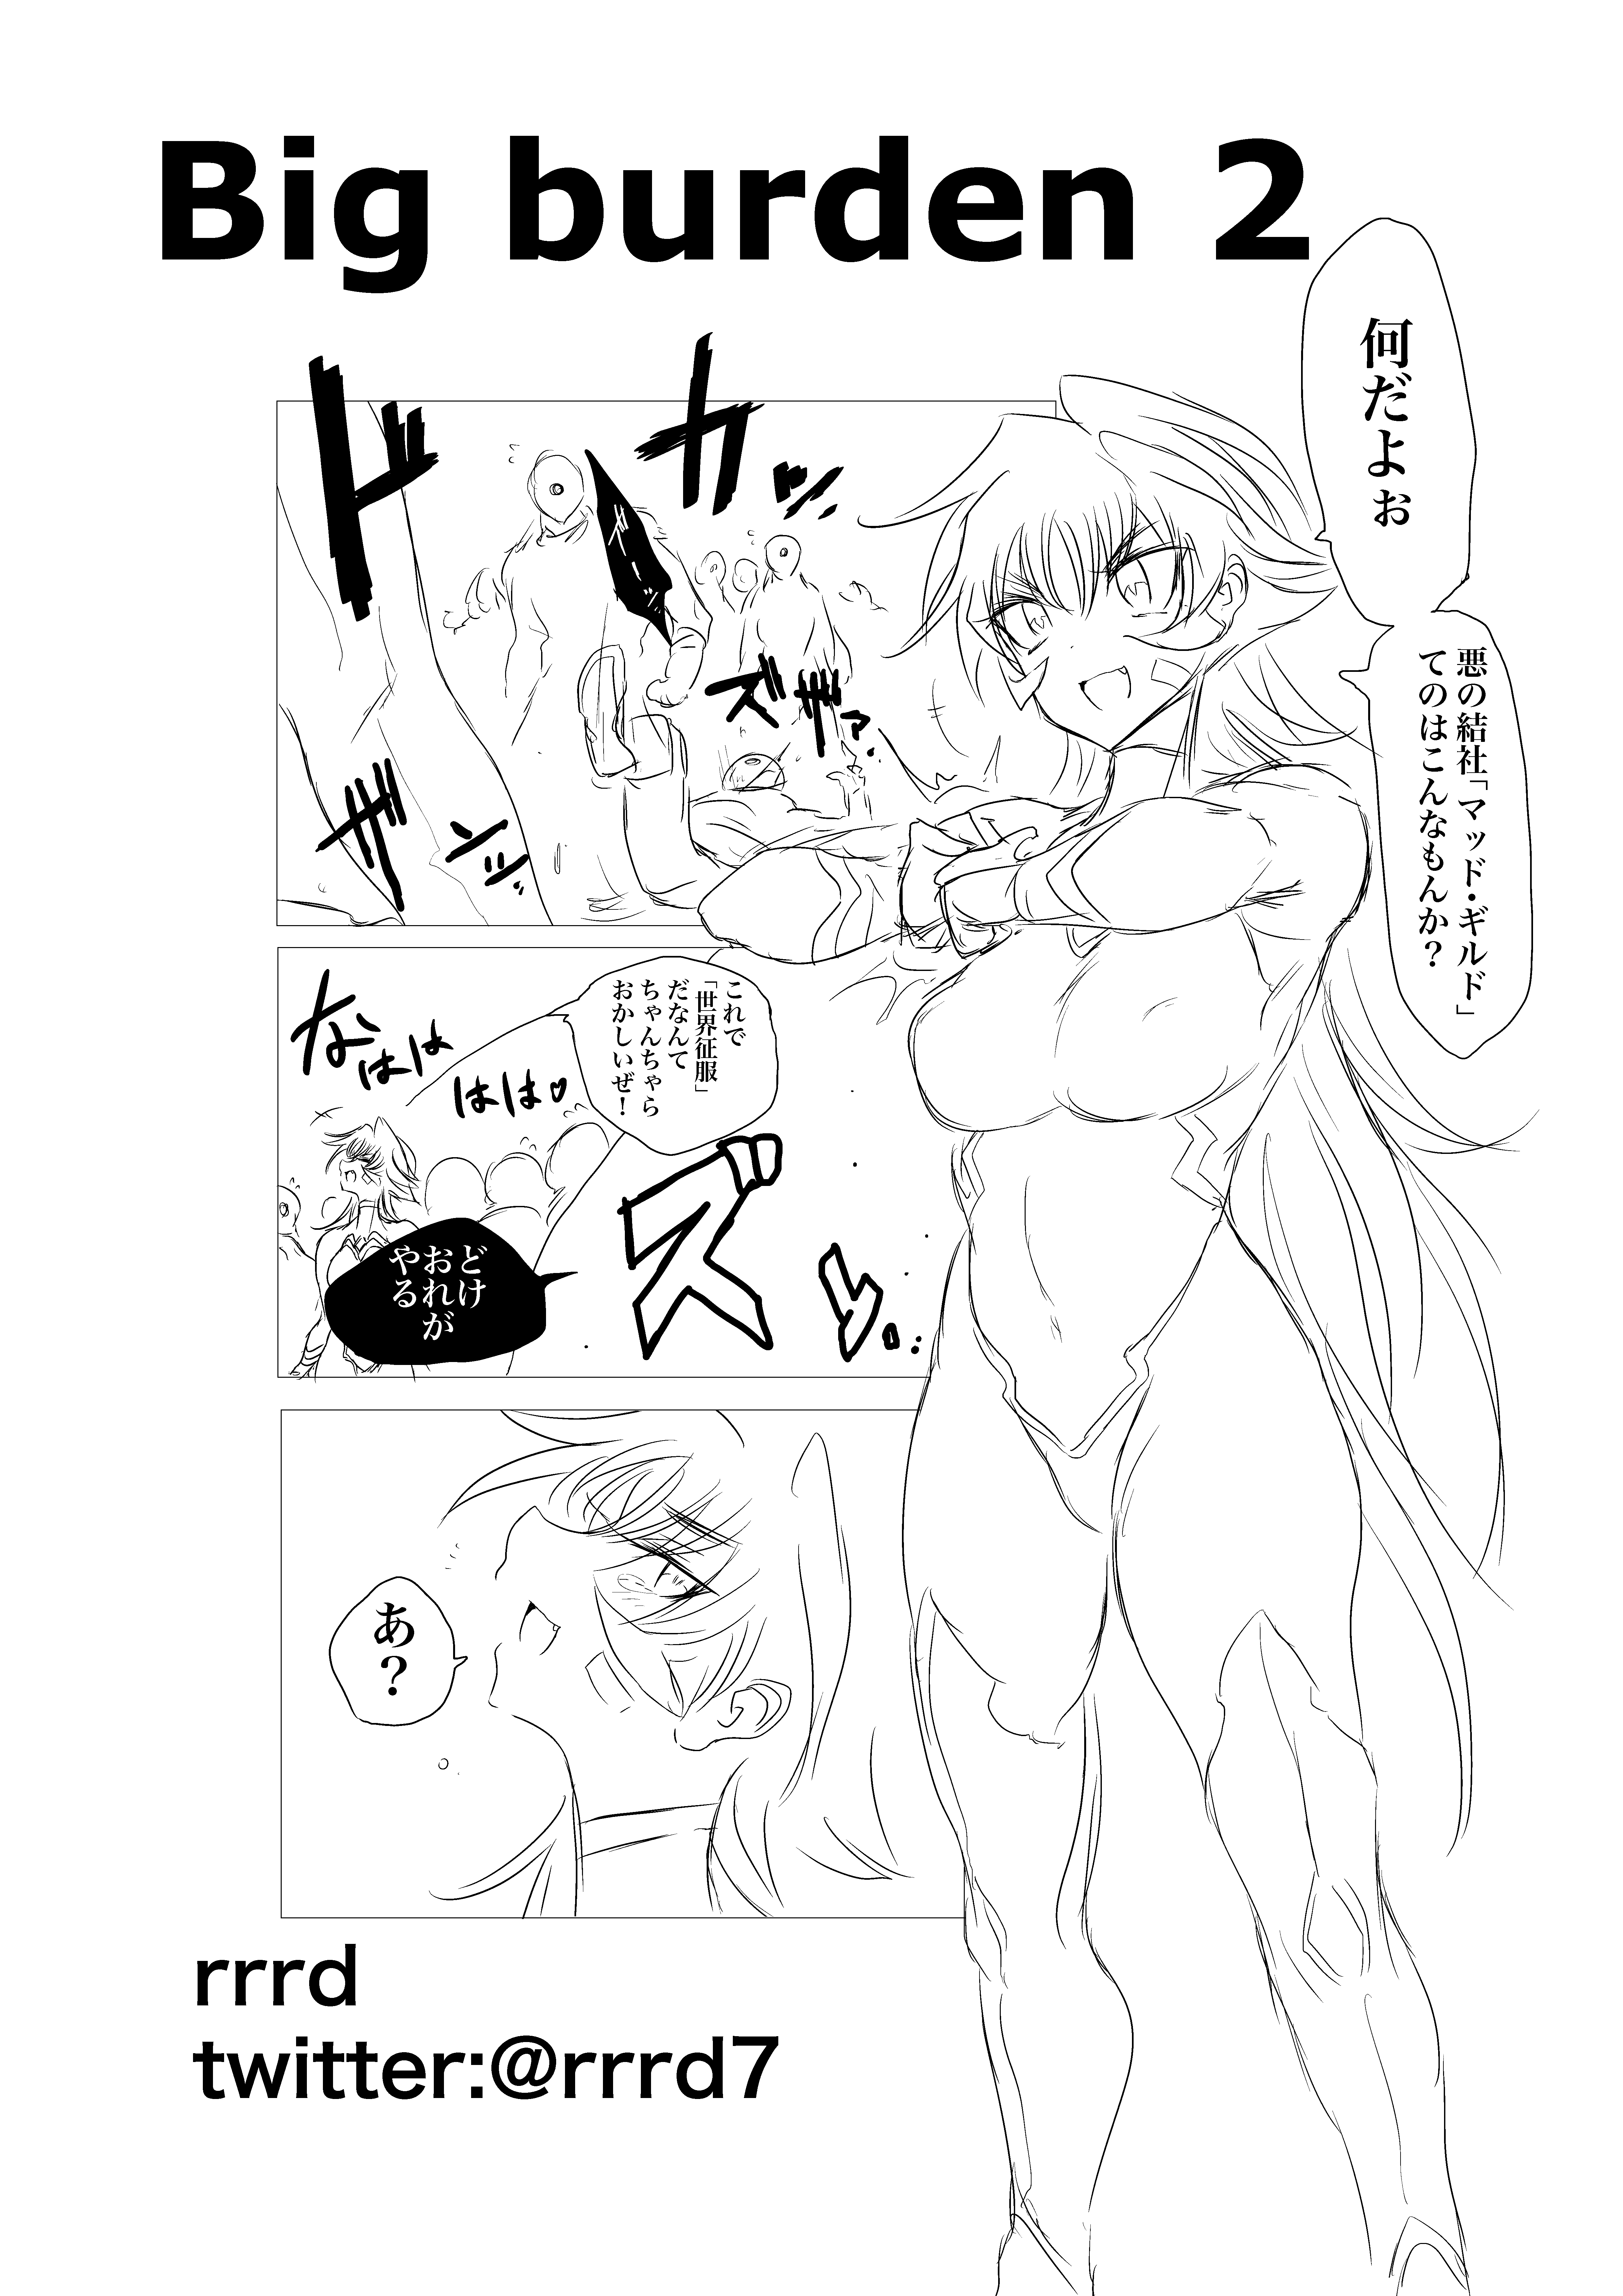 Big burden 2
何だよぉ
悪の結社「マッド・ギルド」
てのはこんなもんか？
ドカッ
ズザァ
ザンッ
これで
「世界征服」
だなんて
ちゃんちゃら
おかしいぜ！
なははははは♡
どけ
おれが
やる
ズ
あ？
rrrd
twitter:@rrrd7